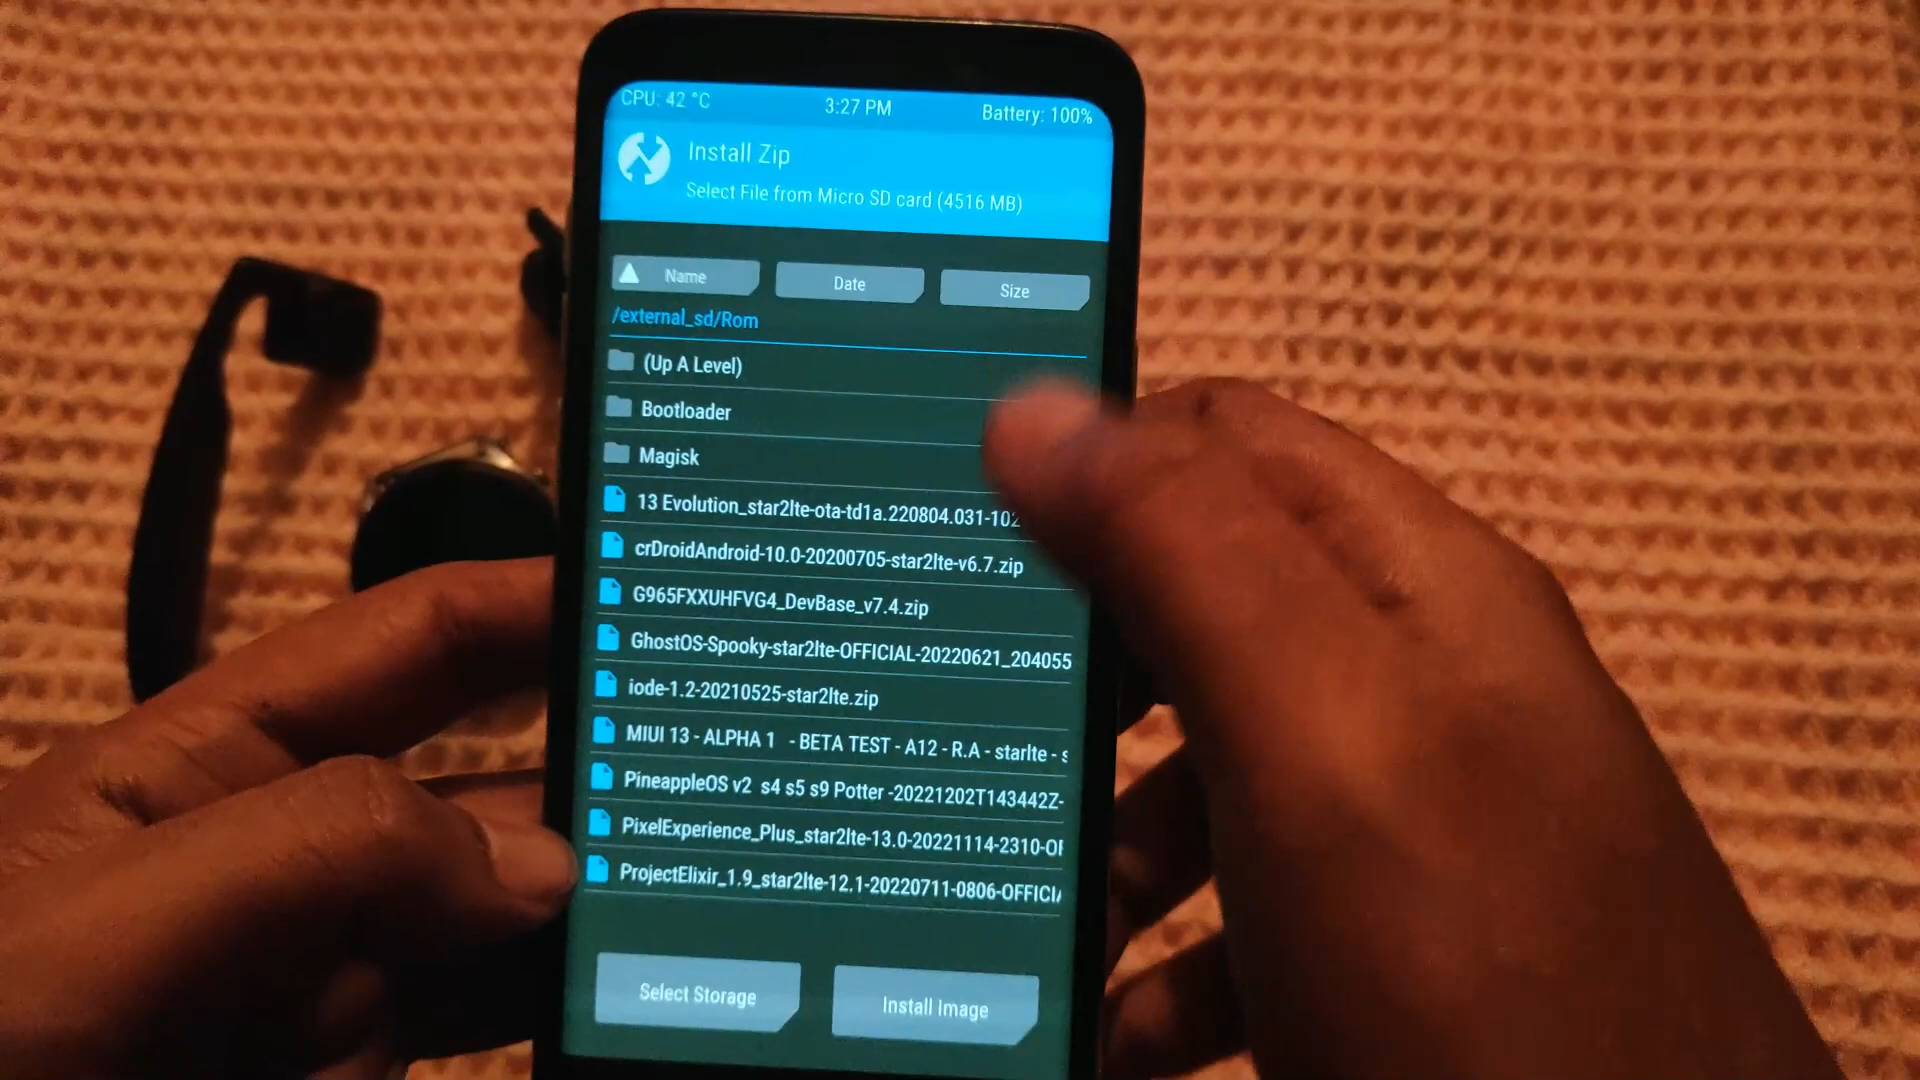 CPU: 42 °C 3:27 PM Battery: 100%
Install Zip
Select File from Micro SD card (4516 MB)
Name Date Size
/external_sd/Rom
(Up A Level)
Bootloader
Magisk
13 Evolution_star2lte-ota-td1a.220804.031-102
crDroidAndroid-10.0-20200705-star2lte-v6.7.zip
G965FXXUHFVG4_DevBase_v7.4.zip
GhostOS-Spooky-star2lte-OFFICIAL-20220621_204055
iode-1.2-20210525-star2lte.zip
MIUI 13 - ALPHA 1 - BETA TEST - A12 - R.A - starlte - s
PineappleOS v2 s4 s5 s9 Potter -20221202T143442Z-
PixelExperience_Plus_star2lte-13.0-20221114-2310-OF
ProjectElixir_1.9_star2lte-12.1-20220711-0806-OFFICIA
Select Storage Install Image